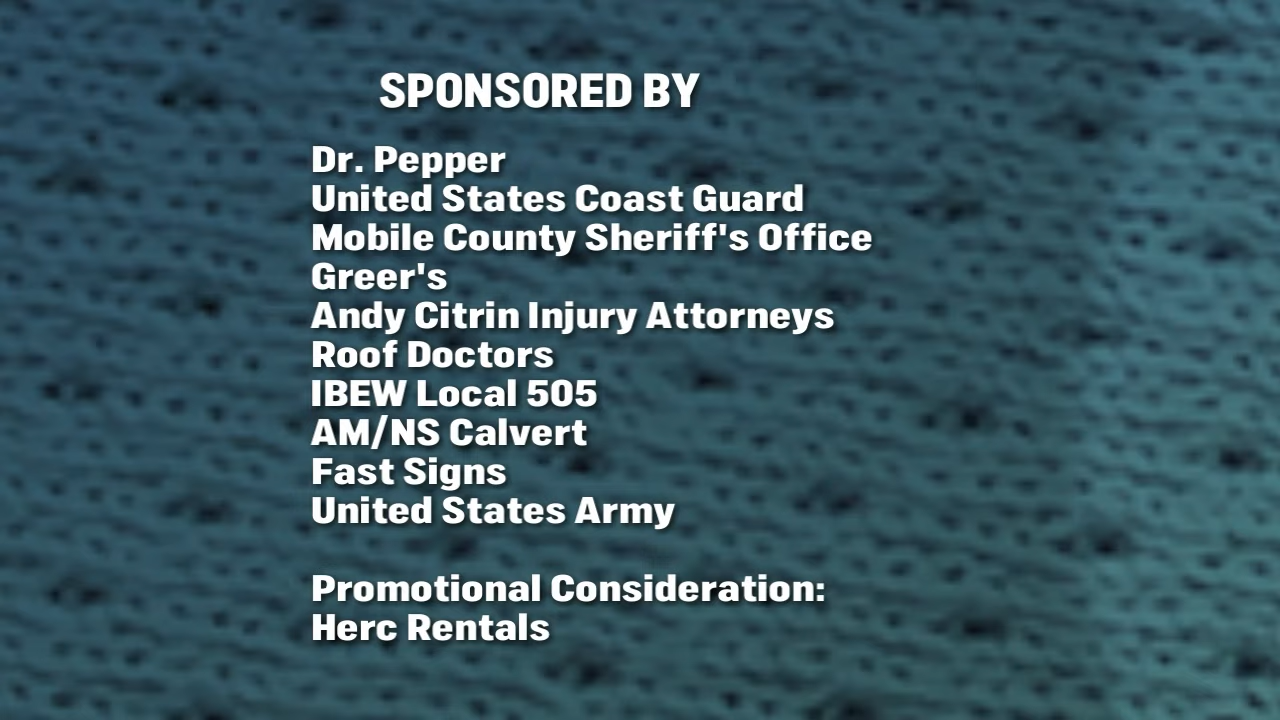 SPONSORED BY
Dr. Pepper
United States Coast Guard
Mobile County Sheriff's Office
Greer's
Andy Citrin Injury Attorneys
Roof Doctors
IBEW Local 505
AM/NS Calvert
Fast Signs
United States Army
Promotional Consideration:
Herc Rentals